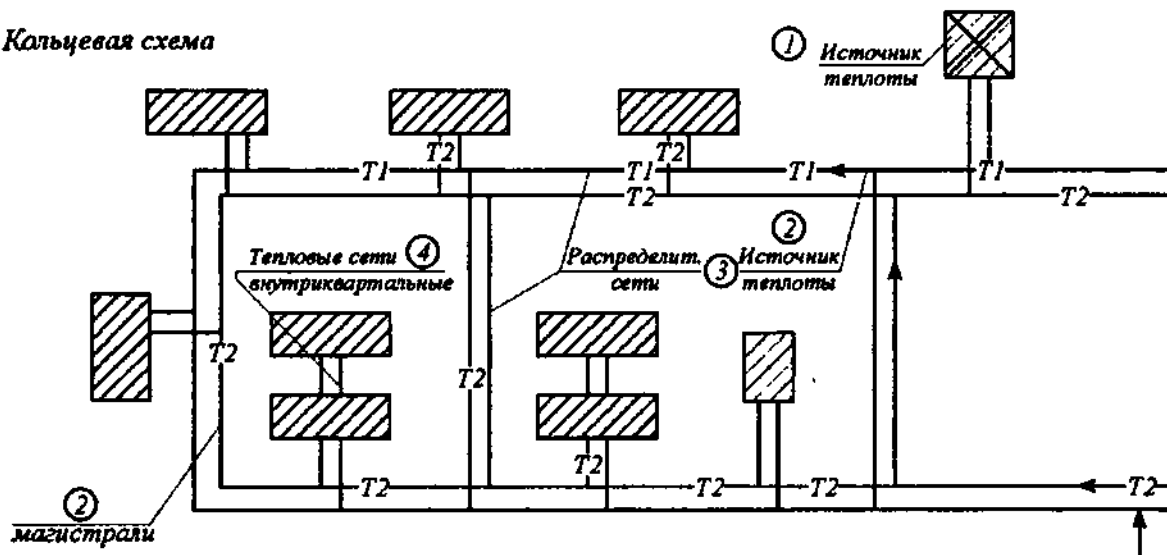 Кольцевая схема
1
Источник
теплоты
T2
T2
T1
T1
T1
T1
T2
T2
2
Тепловые сети
внутриквартальные
4
Распределит.
сети
3
Источник
теплоты
T2
T2
T2
T2
T2
T2
T2
2
магистрали